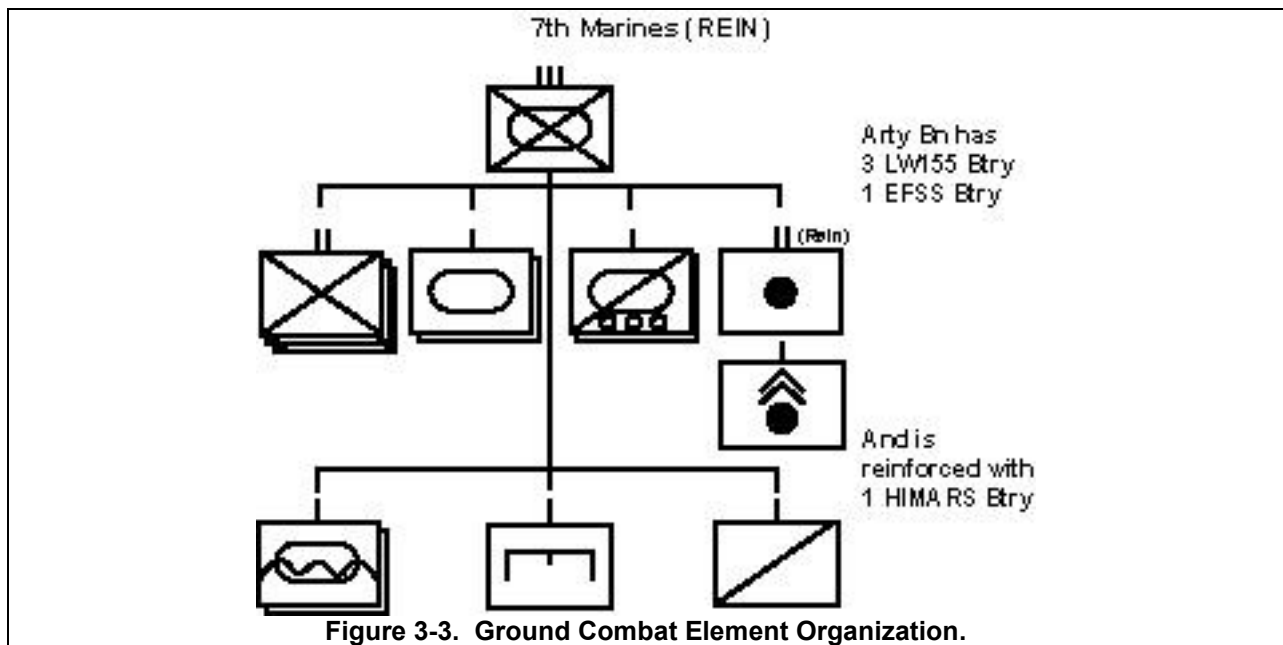 7th Marines (REIN)
Arty Bn has
3 LW155 Btry
1 EFSS Btry
(Rein)
And is
reinforced with
1 HIMARS Btry
Figure 3-3. Ground Combat Element Organization.